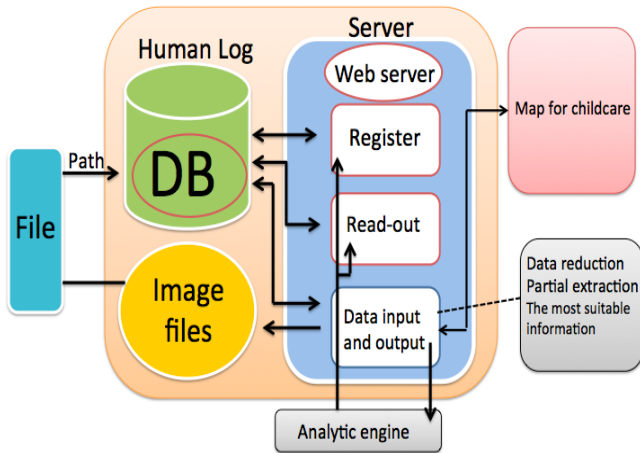 Server
Human Log
Web server
Map for childcare
Register
Path
DB
File
Read-out
Data reduction
Partial extraction
The most suitable
information
Image
files
Data input
and output
Analytic engine